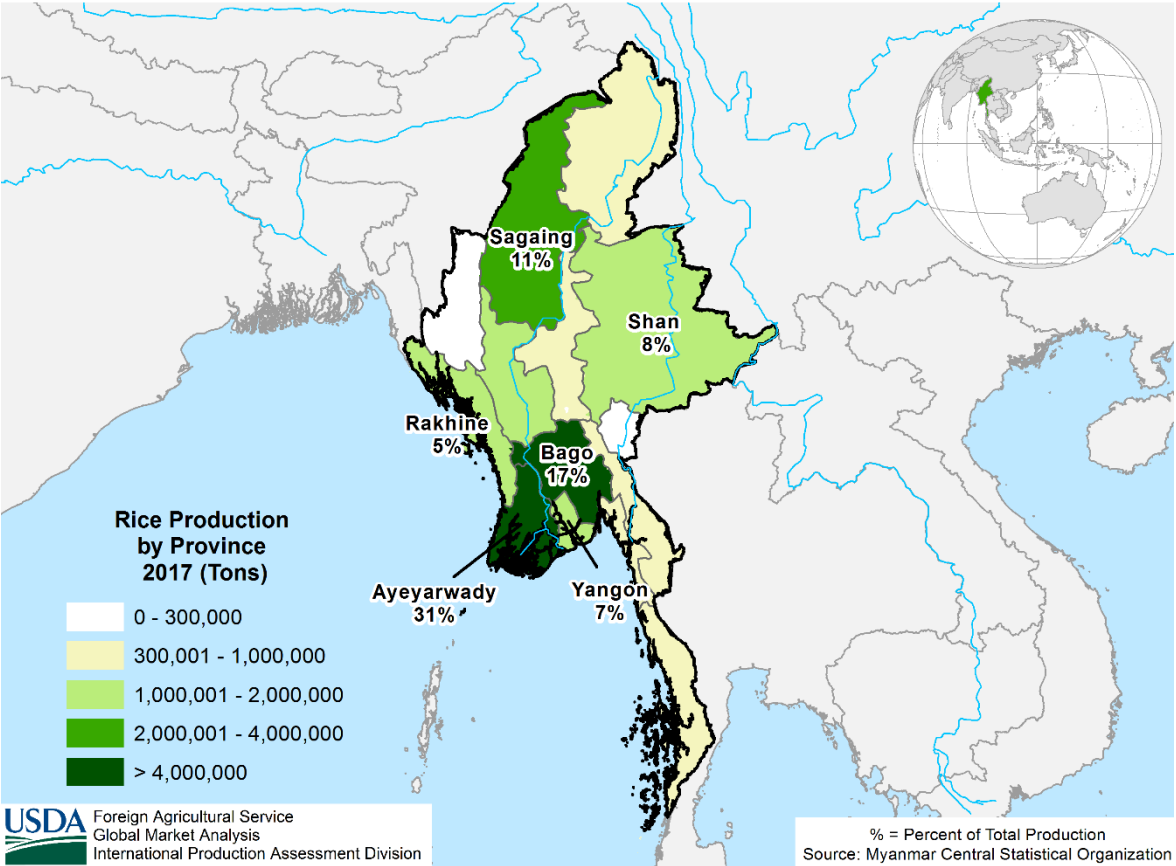 Sagaing
11%
Shan
8%
Rakhine
5%
Bago
17%
Ayeyarwady
31%
Yangon
7%
Rice Production
by Province
2017 (Tons)
0 - 300,000
300,001 - 1,000,000
1,000,001 - 2,000,000
2,000,001 - 4,000,000
> 4,000,000
USDA
Foreign Agricultural Service
Global Market Analysis
International Production Assessment Division
% = Percent of Total Production
Source: Myanmar Central Statistical Organization